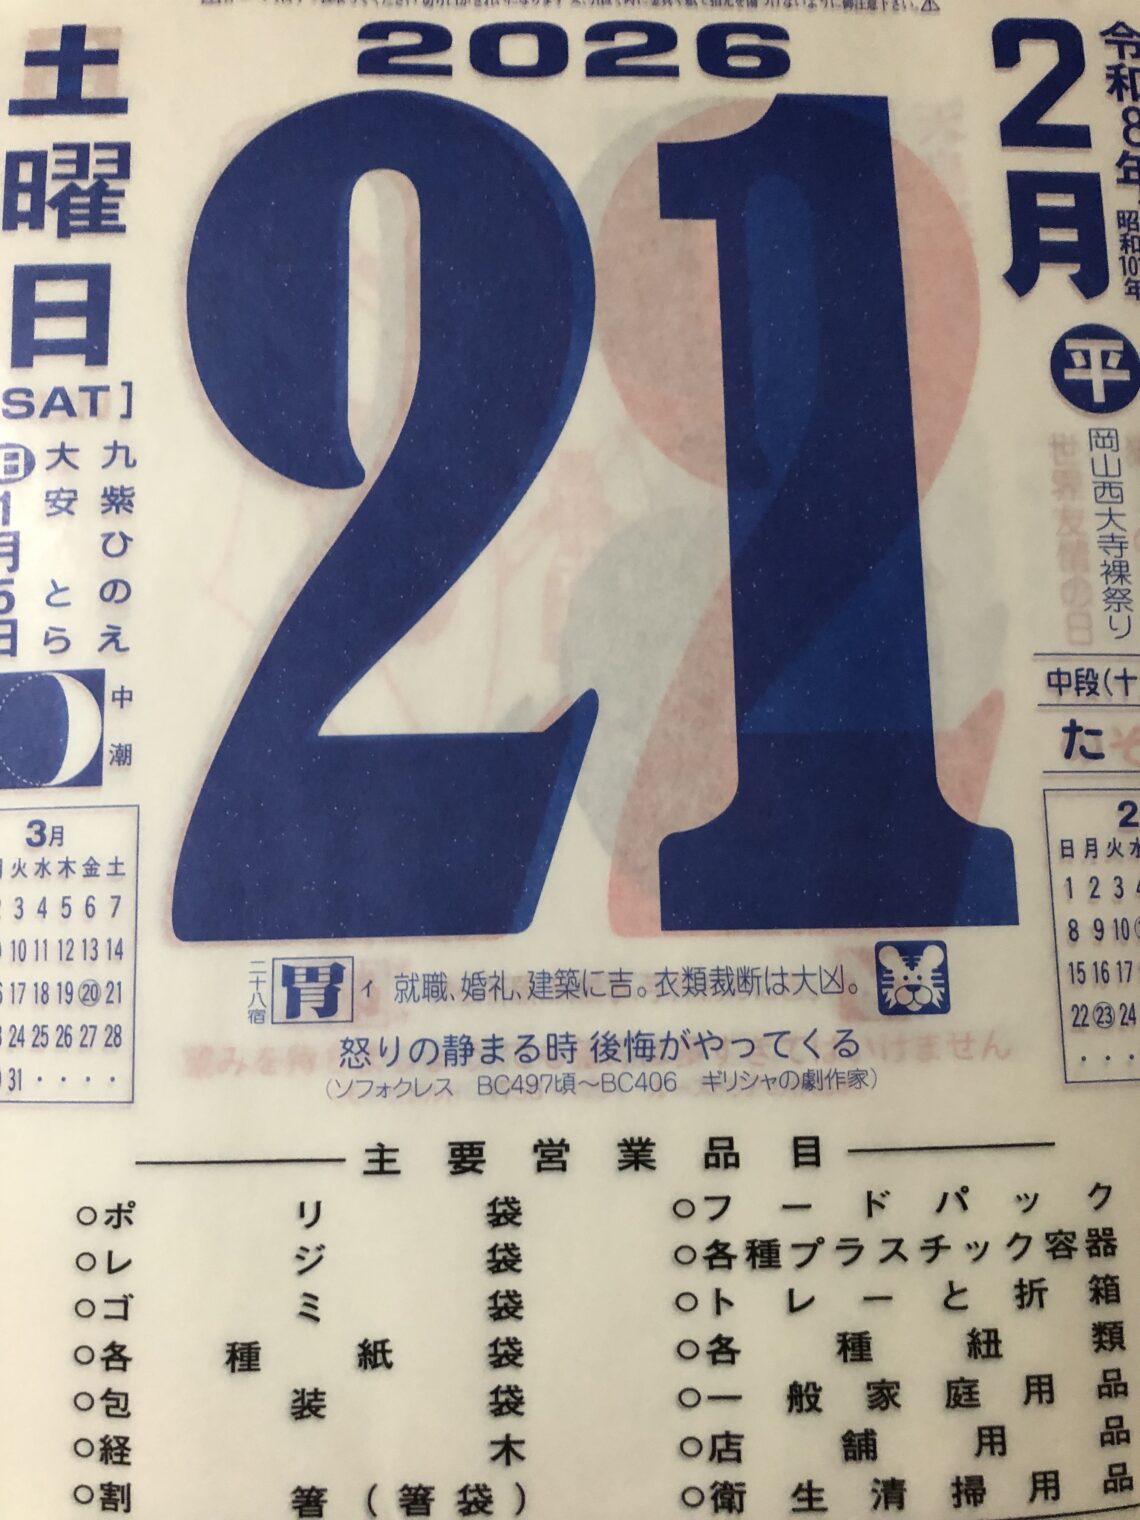 2026
2月
令和8年
昭和
土曜日
SAT]
21
平
岡山西大寺裸祭り
世界友情の日
九紫ひのえ
大安 とら
旧1月5日
中潮
中段(十
た
3月
火 水 木 金 土
3 4 5 6 7
10 11 12 13 14
17 18 19 20 21
24 25 26 27 28
31 ・ ・ ・ ・
2
日 月 火 水
1 2 3 4
8 9 10
15 16 17
22 23 24
・ ・ ・
二十八宿 胃 ィ 就職、婚礼、建築に吉。衣類裁断は大凶。
怒りの静まる時 後悔がやってくる
(ソフォクレス BC497頃〜BC406 ギリシャの劇作家)
主要営業品目
○ポリ袋
○レジ袋
○ゴミ袋
○各種紙袋
○包装袋
○経木
○割箸(箸袋)
○フードパック
○各種プラスチック容器
○トレーと折箱
○各種紐類
○一般家庭用品
○店舗用品
○衛生清掃用品